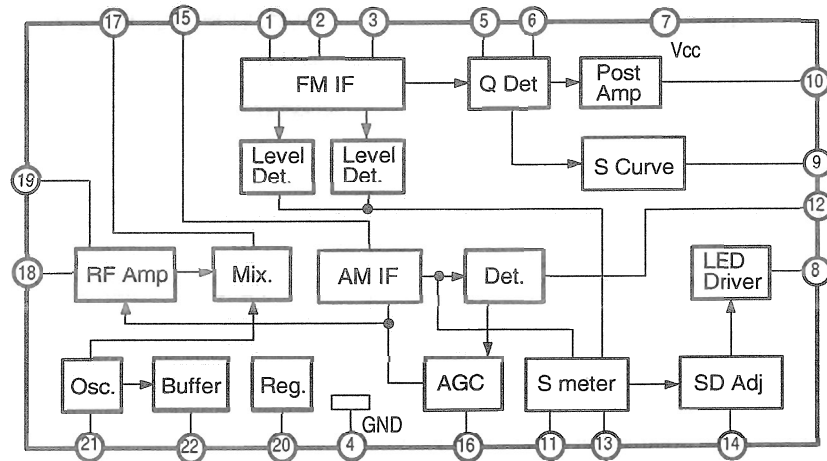 17 15 1 2 3 5 6 7
Vcc
FM IF
Q Det
Post
Amp
10
Level
Det.
Level
Det.
S Curve
9
19
12
18
RF Amp
Mix.
AM IF
Det.
LED
Driver
8
Osc.
Buffer
Reg.
AGC
S meter
SD Adj
GND
21 22 20 4 16 11 13 14